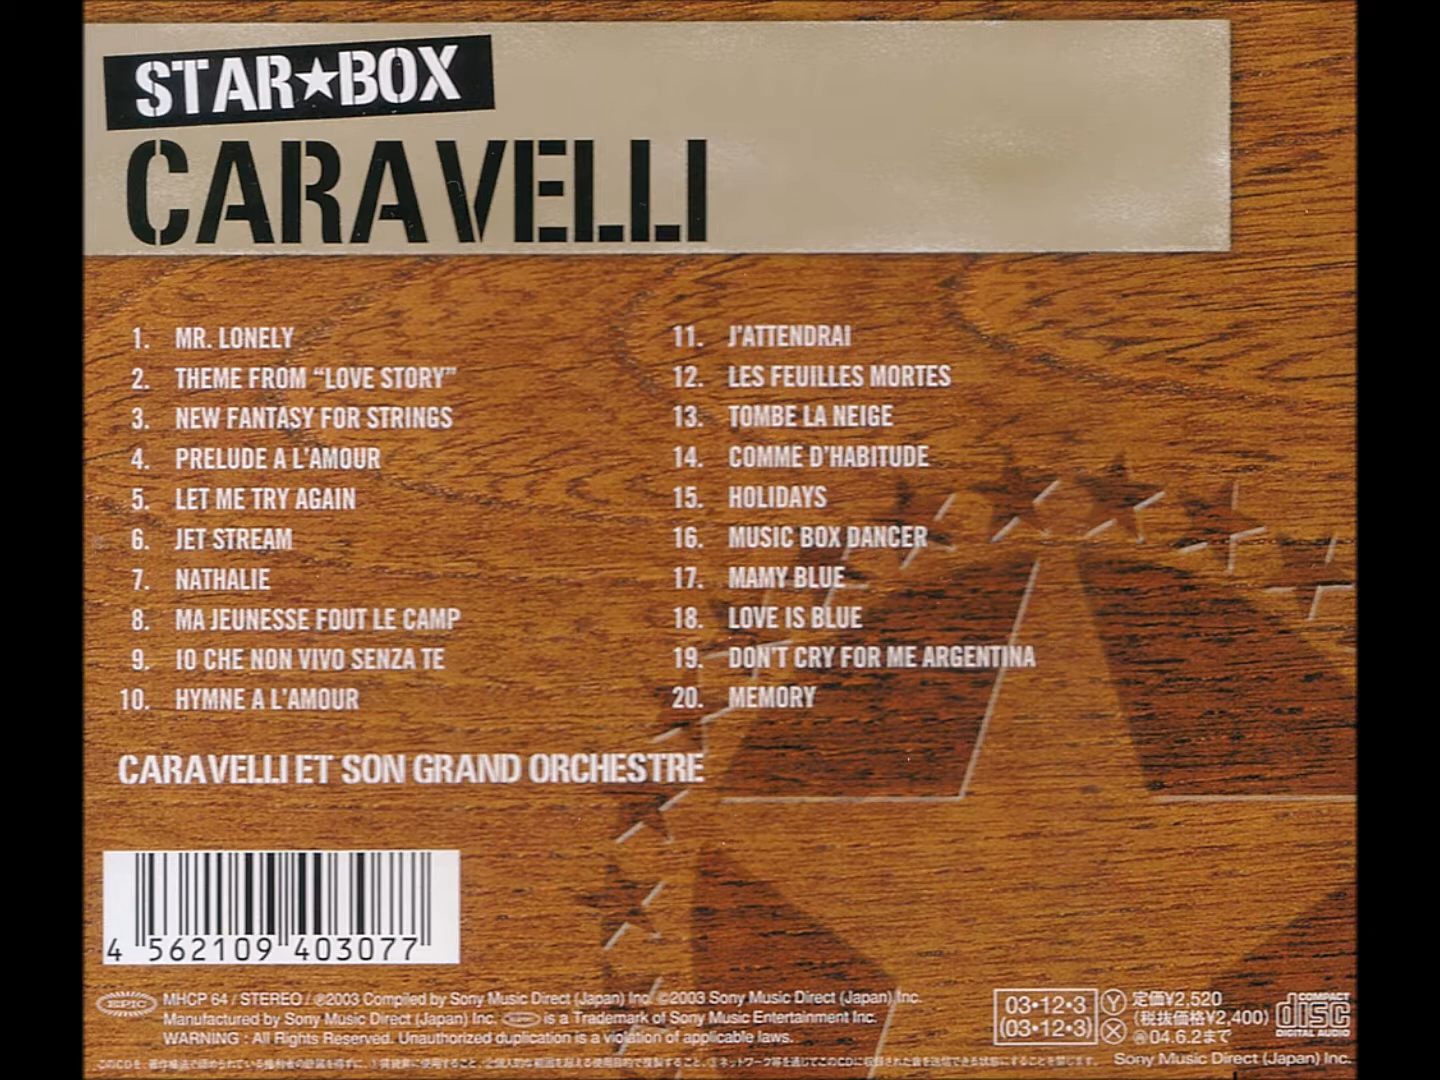 STAR★BOX
CARAVELLI
1. MR. LONELY
2. THEME FROM “LOVE STORY”
3. NEW FANTASY FOR STRINGS
4. PRELUDE A L’AMOUR
5. LET ME TRY AGAIN
6. JET STREAM
7. NATHALIE
8. MA JEUNESSE FOUT LE CAMP
9. IO CHE NON VIVO SENZA TE
10. HYMNE A L’AMOUR
11. J’ATTENDRAI
12. LES FEUILLES MORTES
13. TOMBE LA NEIGE
14. COMME D’HABITUDE
15. HOLIDAYS
16. MUSIC BOX DANCER
17. MAMY BLUE
18. LOVE IS BLUE
19. DON’T CRY FOR ME ARGENTINA
20. MEMORY
CARAVELLI ET SON GRAND ORCHESTRE
4 562109 403077
EPIC
MHCP 64 / STEREO / ℗2003 Compiled by Sony Music Direct (Japan) Inc. ©2003 Sony Music Direct (Japan) Inc.
Manufactured by Sony Music Direct (Japan) Inc. EPIC is a Trademark of Sony Music Entertainment Inc.
WARNING : All Rights Reserved. Unauthorized duplication is a violation of applicable laws.
03・12・3
(03・12・3)
Ⓨ 定価¥2,520
(税抜価格¥2,400)
Ⓧ 04.6.2まで
COMPACT
disc
DIGITAL AUDIO
Sony Music Direct (Japan) Inc.